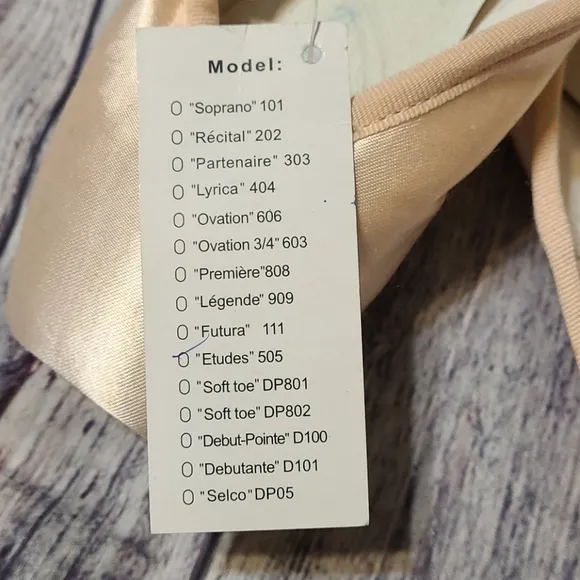 Model:
"Soprano" 101
"Récital" 202
"Partenaire" 303
"Lyrica" 404
"Ovation" 606
"Ovation 3/4" 603
"Première"808
"Légende" 909
"Futura" 111
"Etudes" 505
"Soft toe" DP801
"Soft toe" DP802
"Debut-Pointe" D100
"Debutante" D101
"Selco" DP05